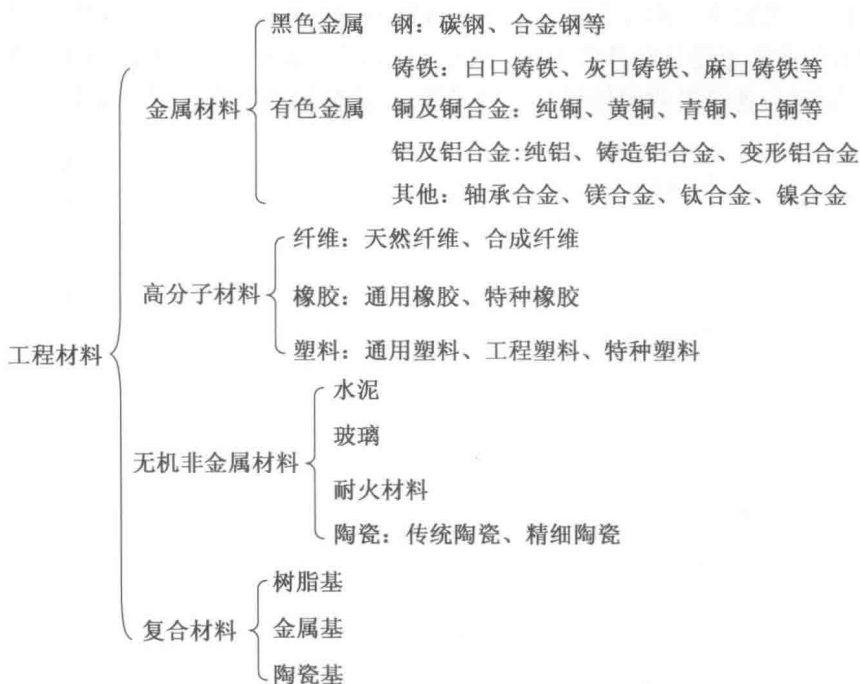 黑色金属 钢：碳钢、合金钢等
铸铁：白口铸铁、灰口铸铁、麻口铸铁等
金属材料 有色金属 铜及铜合金：纯铜、黄铜、青铜、白铜等
铝及铝合金：纯铝、铸造铝合金、变形铝合金
其他：轴承合金、镁合金、钛合金、镍合金
纤维：天然纤维、合成纤维
高分子材料 橡胶：通用橡胶、特种橡胶
工程材料 塑料：通用塑料、工程塑料、特种塑料
水泥
玻璃
无机非金属材料
耐火材料
陶瓷：传统陶瓷、精细陶瓷
树脂基
复合材料 金属基
陶瓷基